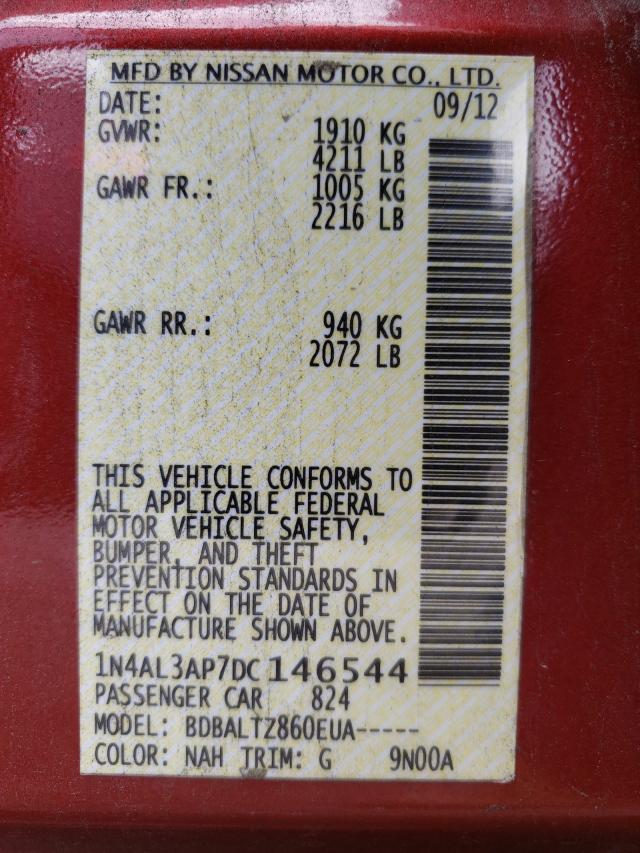 MFD BY NISSAN MOTOR CO., LTD.
DATE: 09/12
GVWR: 1910 KG
4211 LB
GAWR FR.: 1005 KG
2216 LB
GAWR RR.: 940 KG
2072 LB
THIS VEHICLE CONFORMS TO
ALL APPLICABLE FEDERAL
MOTOR VEHICLE SAFETY,
BUMPER, AND THEFT
PREVENTION STANDARDS IN
EFFECT ON THE DATE OF
MANUFACTURE SHOWN ABOVE.
1N4AL3AP7DC146544
PASSENGER CAR 824
MODEL: BDBALTZ860EUA-----
COLOR: NAH TRIM: G 9N00A